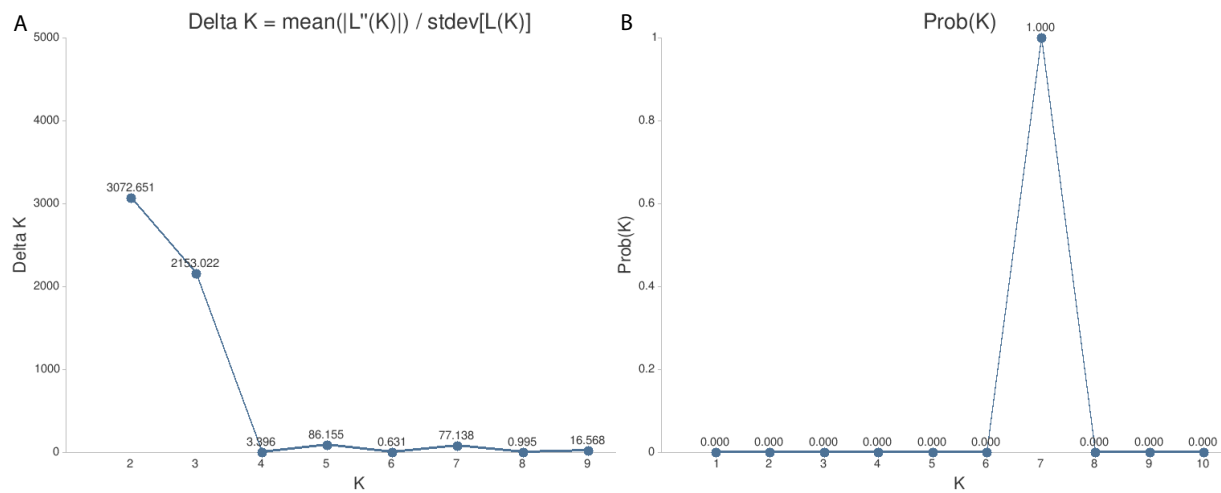 A
Delta K = mean(|L"(K)|) / stdev[L(K)]
5000
4000
3000
2000
1000
0
Delta K
3072.651
2153.022
3.396
86.155
0.631
77.138
0.995
16.568
2 3 4 5 6 7 8 9
K
B
Prob(K)
1
0.8
0.6
0.4
0.2
0
Prob(K)
1.000
0.000 0.000 0.000 0.000 0.000 0.000 0.000 0.000 0.000
1 2 3 4 5 6 7 8 9 10
K